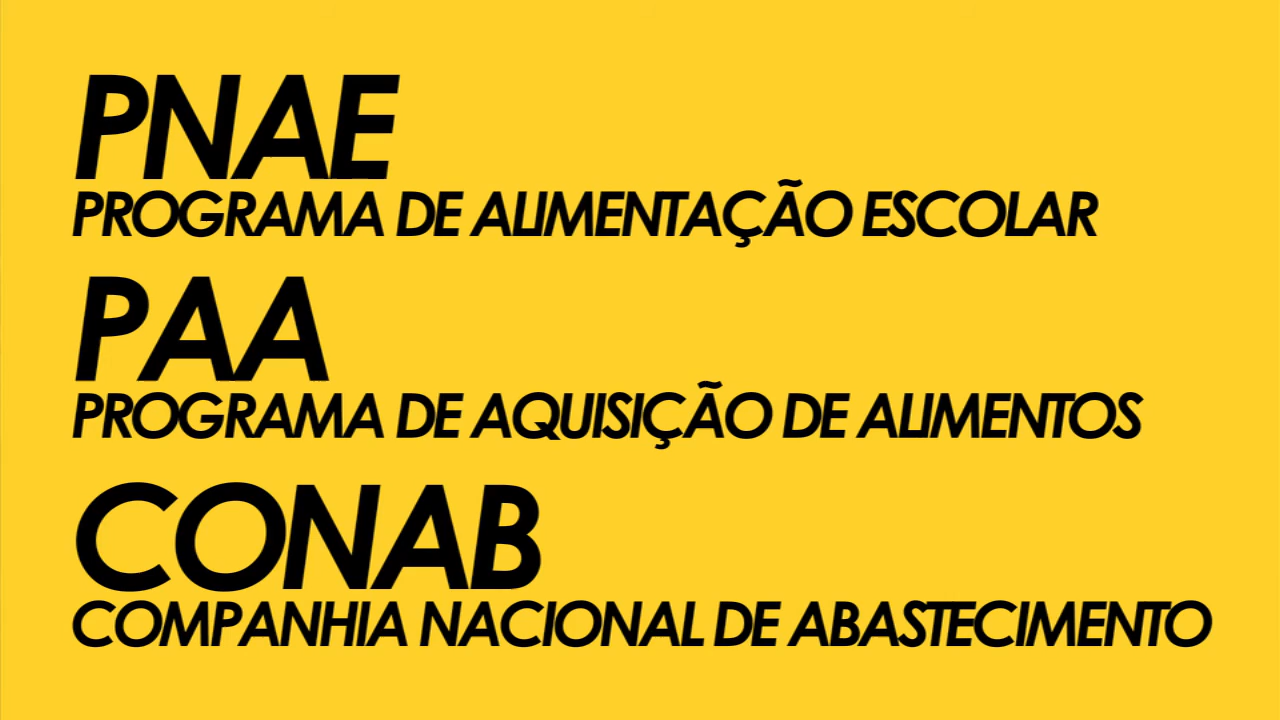 PNAE
PROGRAMA DE ALIMENTAÇÃO ESCOLAR
PAA
PROGRAMA DE AQUISIÇÃO DE ALIMENTOS
CONAB
COMPANHIA NACIONAL DE ABASTECIMENTO